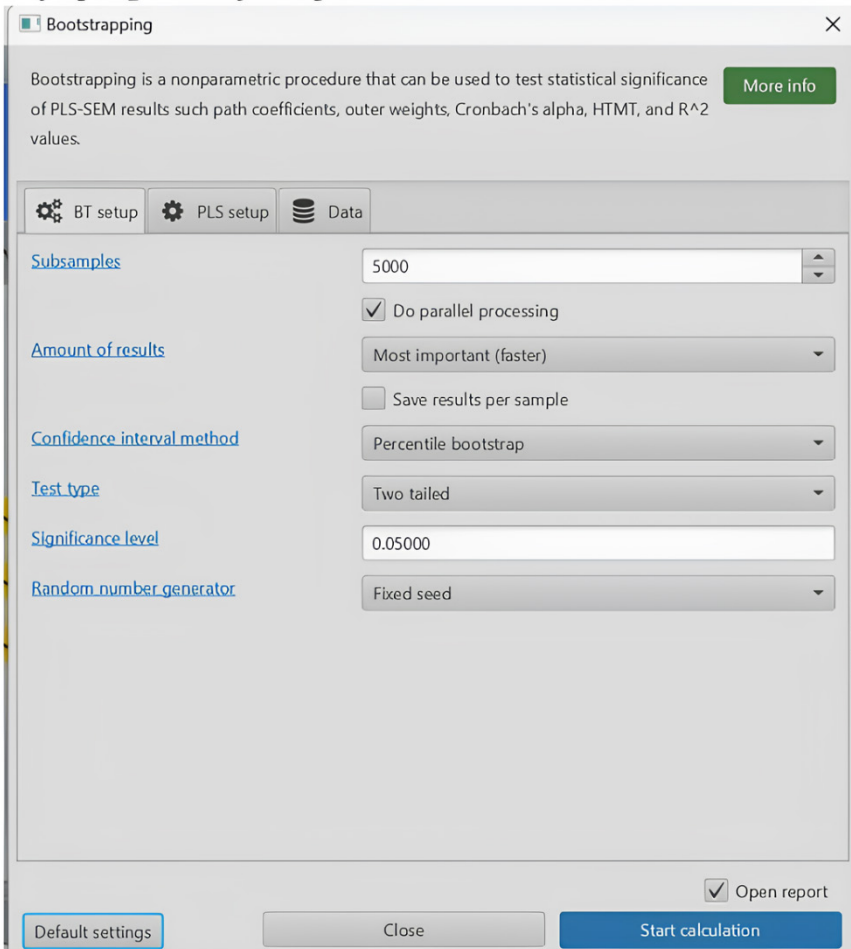 Bootstrapping
Bootstrapping is a nonparametric procedure that can be used to test statistical significance
of PLS-SEM results such path coefficients, outer weights, Cronbach's alpha, HTMT, and R^2
values.
More info
BT setup PLS setup Data
Subsamples 5000
Do parallel processing
Amount of results Most important (faster)
Save results per sample
Confidence interval method Percentile bootstrap
Test type Two tailed
Significance level 0.05000
Random number generator Fixed seed
Open report
Default settings Close Start calculation